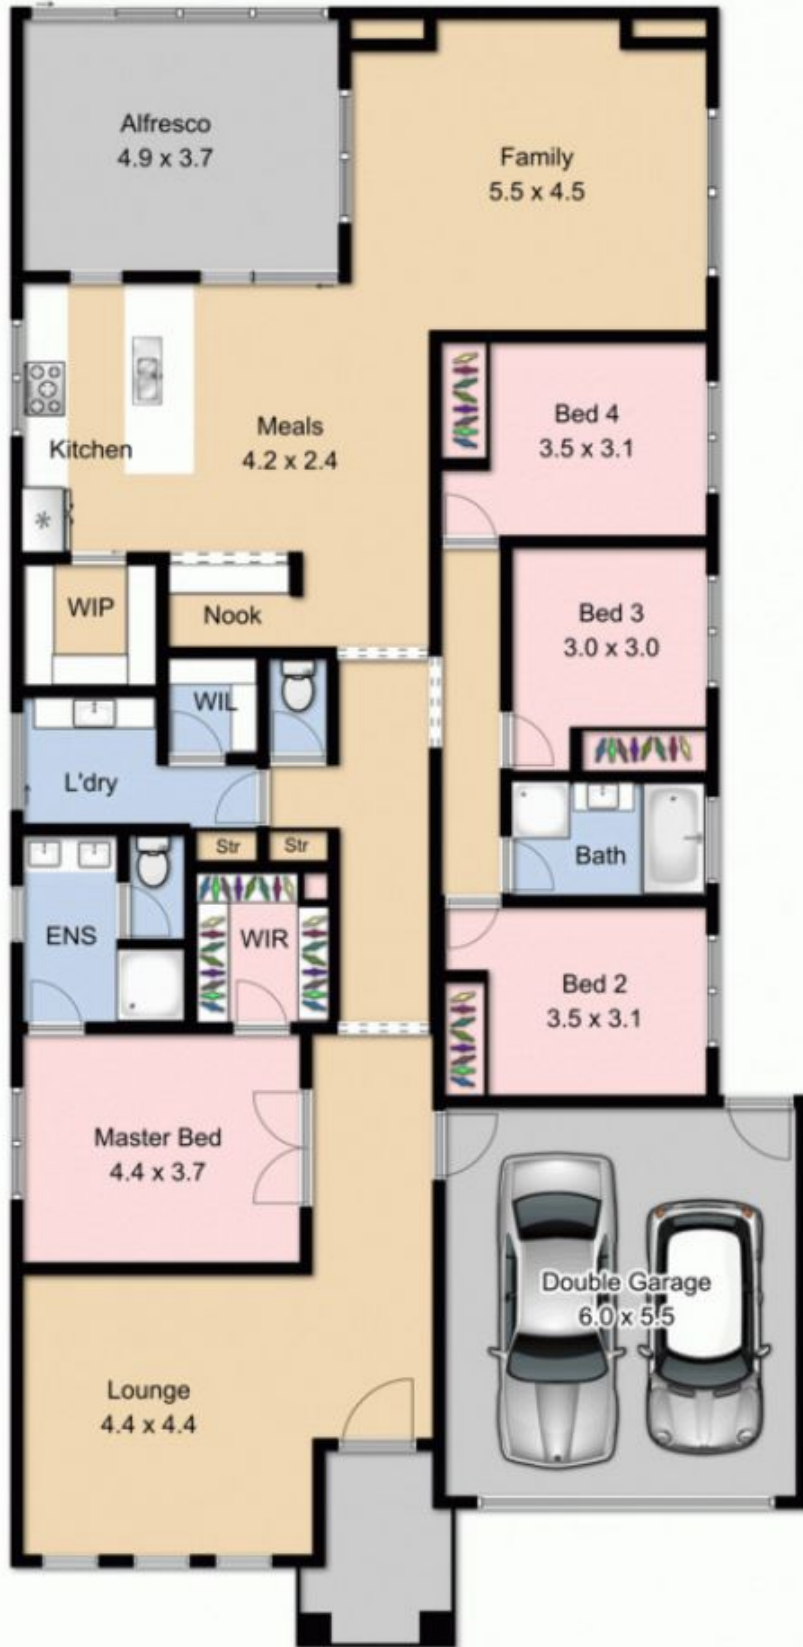 Alfresco
4.9 x 3.7
Family
5.5 x 4.5
Bed 4
3.5 x 3.1
Meals
4.2 x 2.4
Kitchen
WIP
Nook
Bed 3
3.0 x 3.0
WIL
L'dry
Str
Str
Bath
ENS
WIR
Bed 2
3.5 x 3.1
Master Bed
4.4 x 3.7
Double Garage
6.0 x 5.5
Lounge
4.4 x 4.4